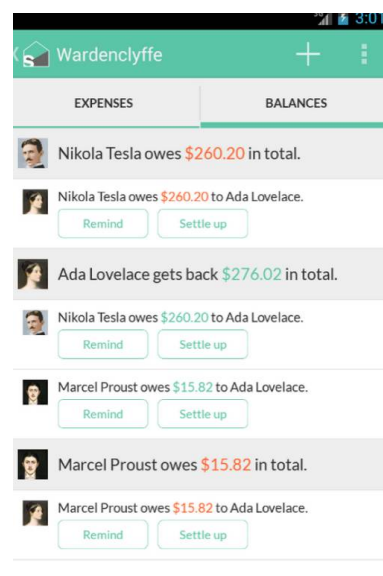 3G 3:01
S Wardenclyffe
EXPENSES BALANCES
Nikola Tesla owes $260.20 in total.
Nikola Tesla owes $260.20 to Ada Lovelace.
Remind Settle up
Ada Lovelace gets back $276.02 in total.
Nikola Tesla owes $260.20 to Ada Lovelace.
Remind Settle up
Marcel Proust owes $15.82 to Ada Lovelace.
Remind Settle up
Marcel Proust owes $15.82 in total.
Marcel Proust owes $15.82 to Ada Lovelace.
Remind Settle up